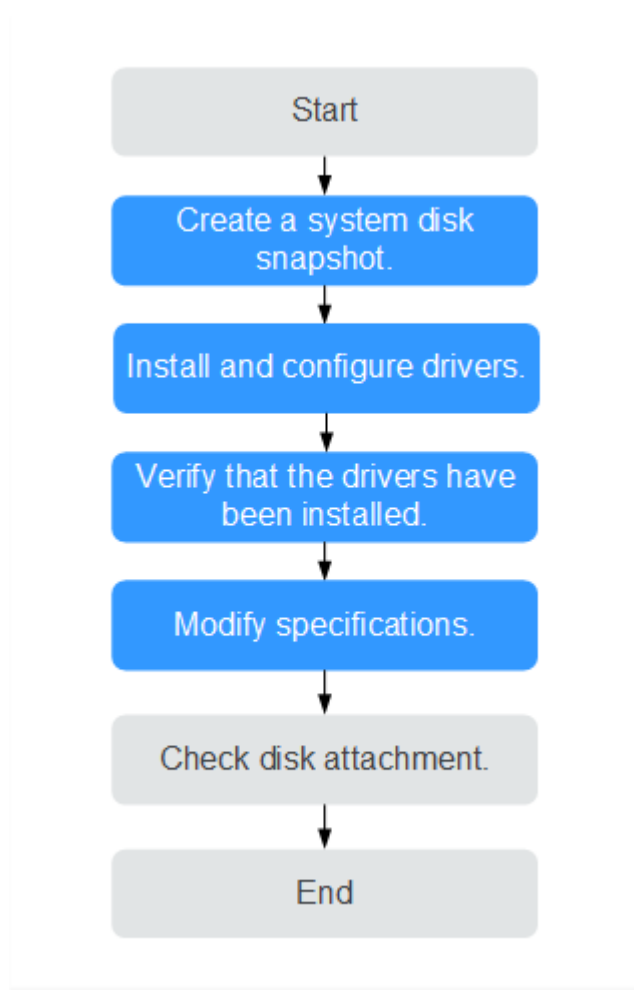 Start
Create a system disk
snapshot.
Install and configure drivers.
Verify that the drivers have
been installed.
Modify specifications.
Check disk attachment.
End